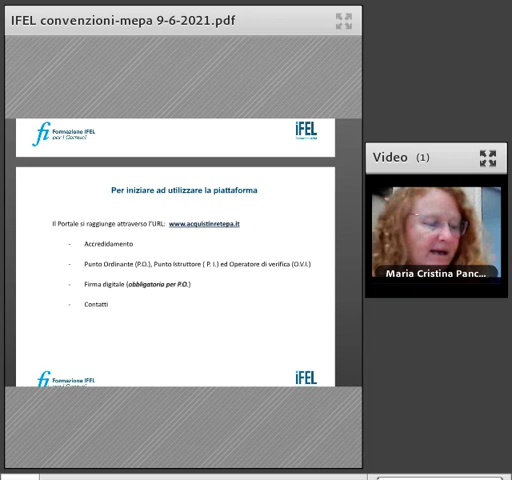 IFEL convenzioni-mepa 9-6-2021.pdf
Formazione IFEL
per i Comuni
iFEL
Per iniziare ad utilizzare la piattaforma
Il Portale si raggiunge attraverso l'URL: www.acquistinretepa.it
- Accredidamento
- Punto Ordinante (P.O.), Punto Istruttore ( P. I.) ed Operatore di verifica (O.V.I.)
- Firma digitale (obbligatoria per P.O.)
- Contatti
Formazione IFEL
iFEL
Video (1)
Maria Cristina Panc...